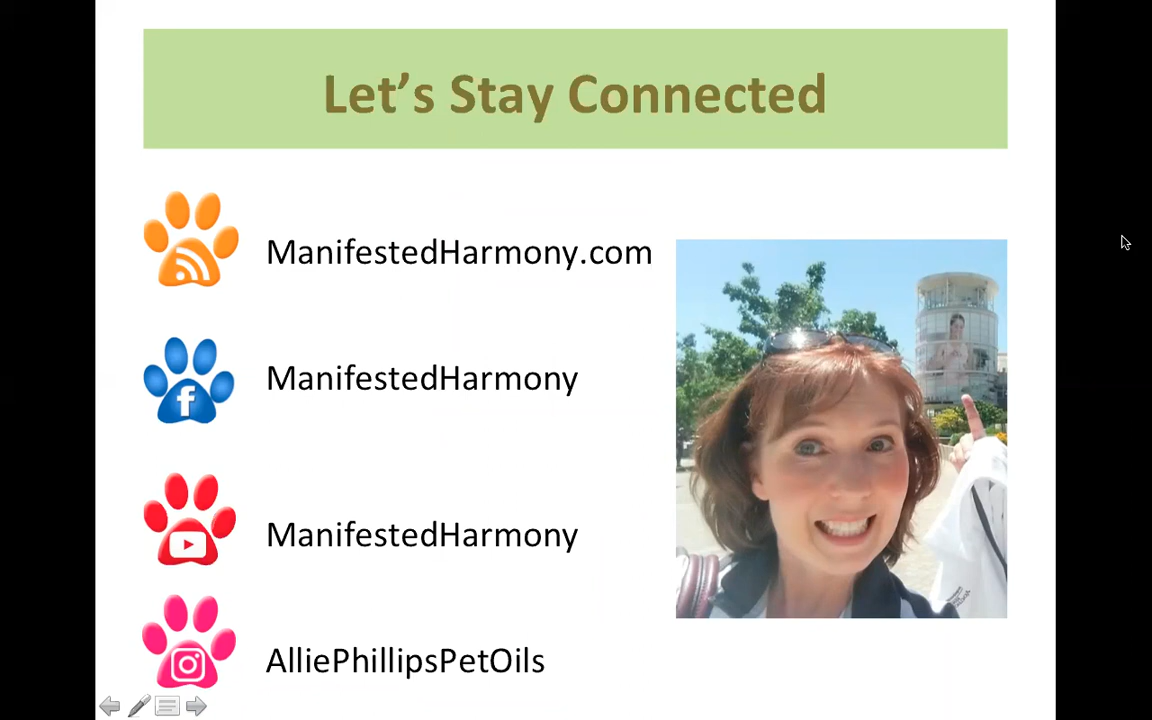 Let’s Stay Connected
ManifestedHarmony.com
ManifestedHarmony
ManifestedHarmony
AlliePhillipsPetOils